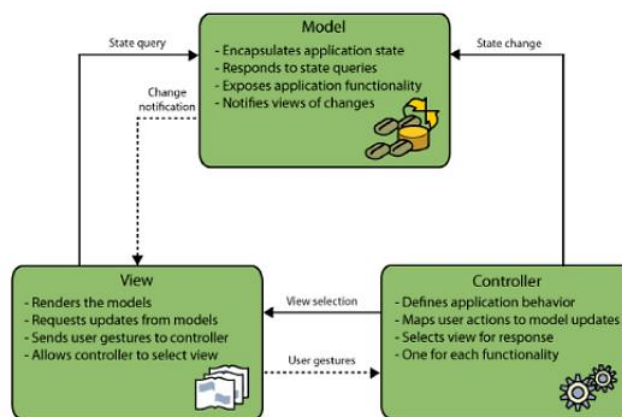 Model
State query
State change
- Encapsulates application state
- Responds to state queries
- Exposes application functionality
- Notifies views of changes
Change
notification
View
- Renders the models
- Requests updates from models
- Sends user gestures to controller
- Allows controller to select view
View selection
User gestures
Controller
- Defines application behavior
- Maps user actions to model updates
- Selects view for response
- One for each functionality